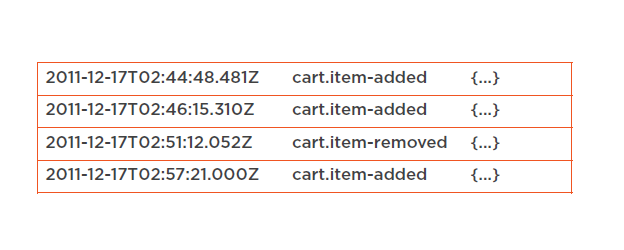 2011-12-17T02:44:48.481Z cart.item-added {...}
2011-12-17T02:46:15.310Z cart.item-added {...}
2011-12-17T02:51:12.052Z cart.item-removed {...}
2011-12-17T02:57:21.000Z cart.item-added {...}